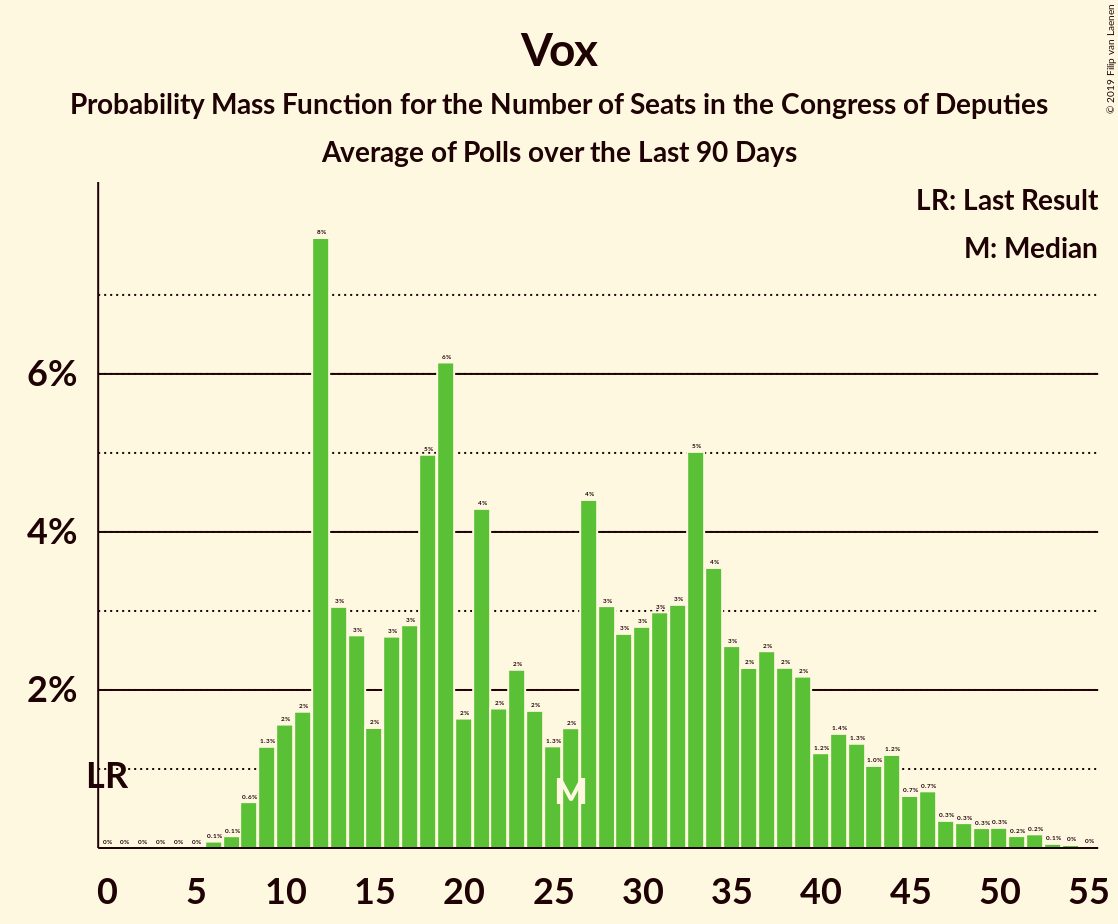 Vox
Probability Mass Function for the Number of Seats in the Congress of Deputies
Average of Polls over the Last 90 Days
© 2019 Filip van Laenen
LR: Last Result
M: Median
6%
4%
2%
0% 0% 0% 0% 0% 0% 0.1% 0.1% 0.6% 1.3% 2% 2% 8% 3% 3% 2% 3% 3% 5% 6% 2% 4% 2% 2% 2% 1.3% 2% 4% 3% 3% 3% 3% 3% 5% 4% 3% 2% 2% 2% 2% 1.2% 1.4% 1.3% 1.0% 1.2% 0.7% 0.7% 0.3% 0.3% 0.3% 0.3% 0.2% 0.2% 0.1% 0% 0%
LR
M
0 5 10 15 20 25 30 35 40 45 50 55